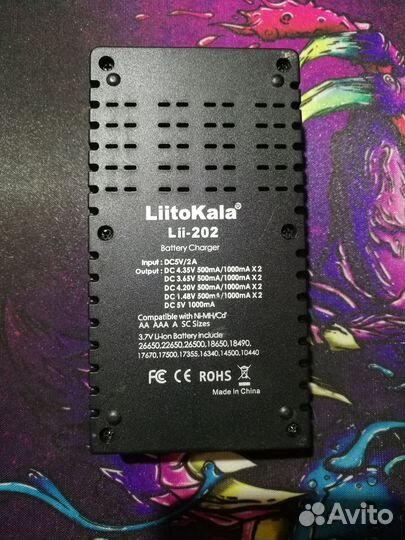 LiitoKala®
Lii-202
Battery Charger
Input : DC5V/2A
Output : DC 4.35V 500mA/1000mA X 2
DC 3.65V 500mA/1000mA X 2
DC 4.20V 500mA/1000mA X 2
DC 1.48V 500mA/1000mA X 2
DC 5V 1000mA
Compatible with Ni-MH/Cd
AA AAA A SC Sizes
3.7V Li-ion Battery include:
26650,22650,26500,18650,18490,
17670,17500,17355,16340,14500,10440
FC CE ROHS
Made in China
Avito